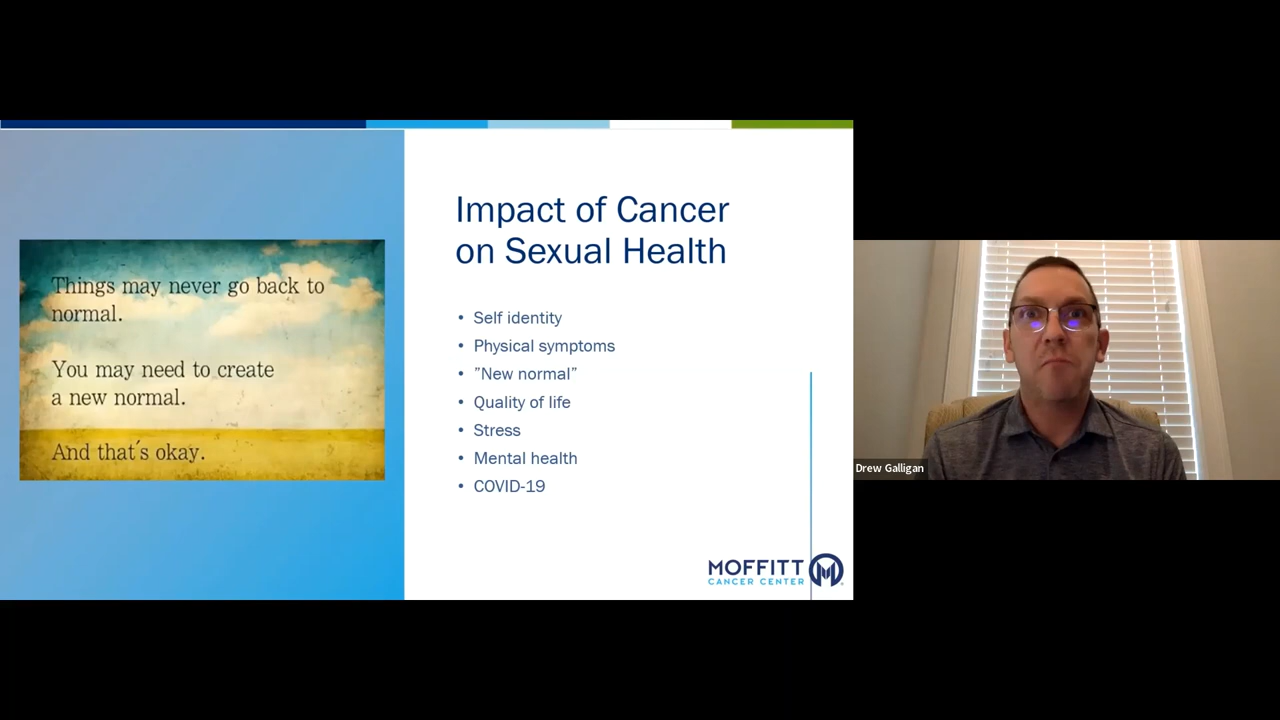 Things may never go back to
normal.
You may need to create
a new normal.
And that´s okay.
Impact of Cancer
on Sexual Health
• Self identity
• Physical symptoms
• ”New normal”
• Quality of life
• Stress
• Mental health
• COVID-19
MOFFITT
CANCER CENTER
Drew Galligan